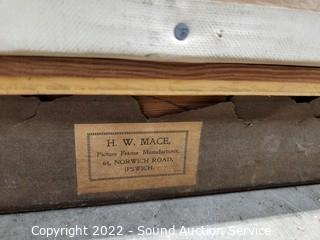 H. W. MACE,
Picture Frame Manufacturer,
64, NORWICH ROAD,
IPSWICH.
Copyright 2022 - Sound Auction Service